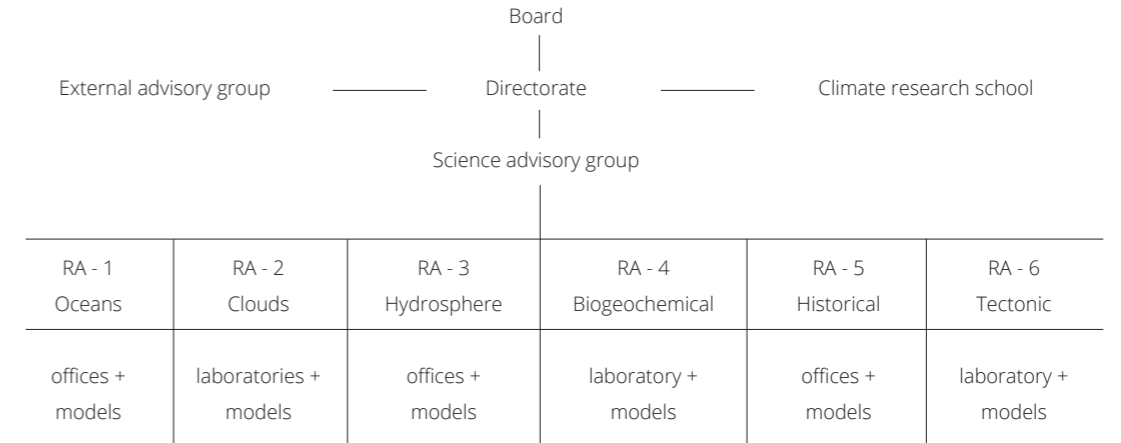 Board
External advisory group Directorate Climate research school
Science advisory group
RA - 1 RA - 2 RA - 3 RA - 4 RA - 5 RA - 6
Oceans Clouds Hydrosphere Biogeochemical Historical Tectonic
offices + laboratories + offices + laboratory + offices + laboratory +
models models models models models models